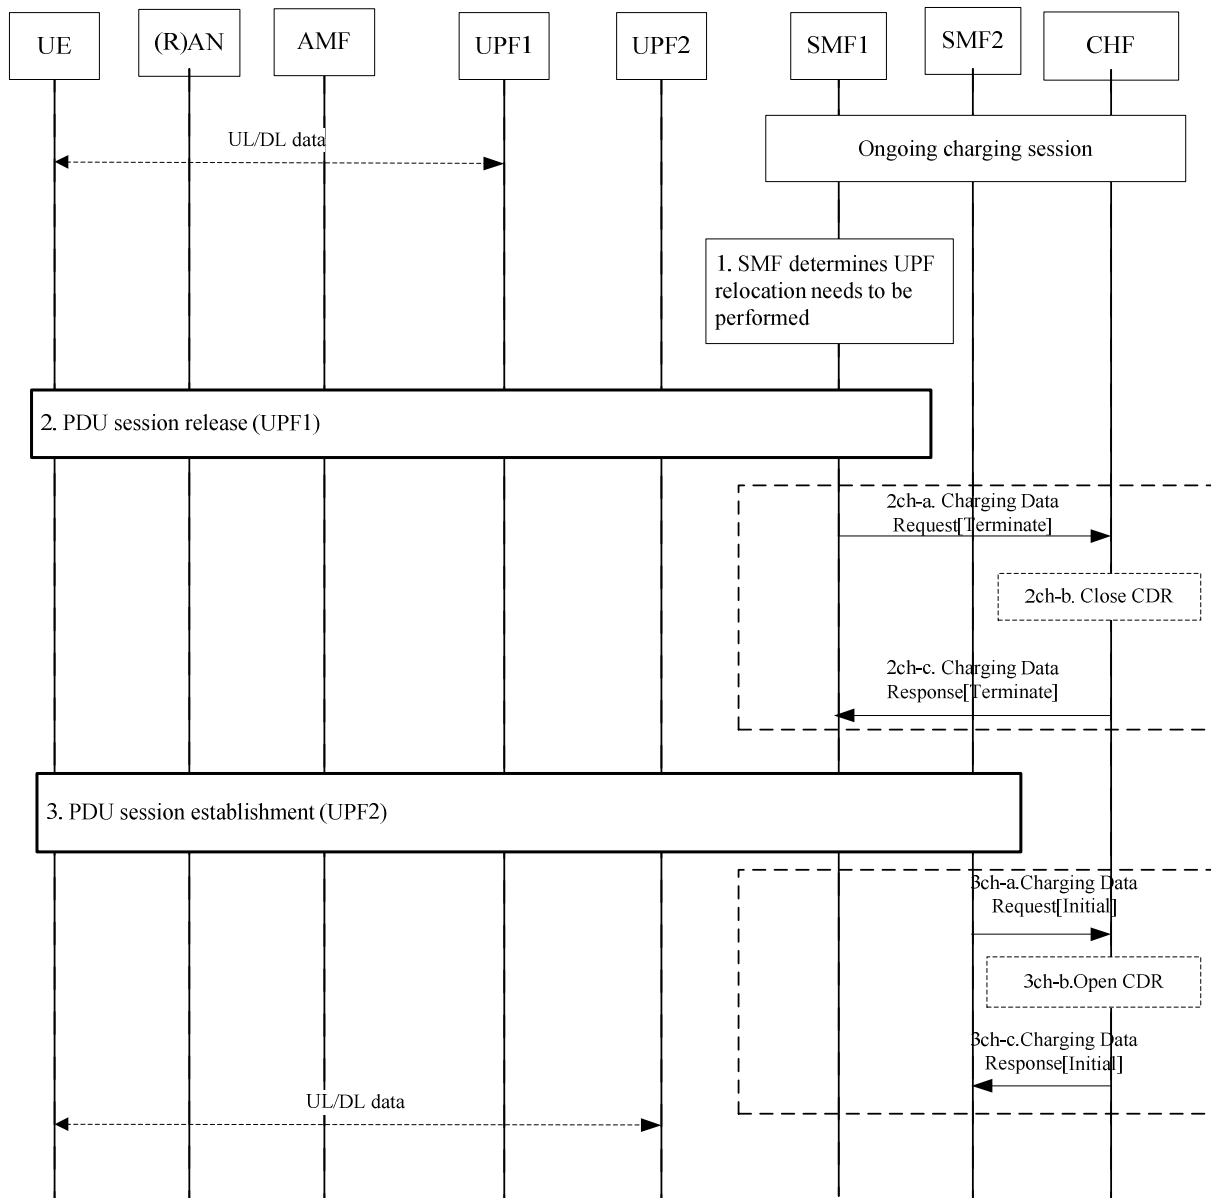 UE
(R)AN
AMF
UPF1
UPF2
SMF1
SMF2
CHF
UL/DL data
Ongoing charging session
1. SMF determines UPF
relocation needs to be
performed
2. PDU session release (UPF1)
2ch-a. Charging Data
Request[Terminate]
2ch-b. Close CDR
2ch-c. Charging Data
Response[Terminate]
3. PDU session establishment (UPF2)
3ch-a.Charging Data
Request[Initial]
3ch-b.Open CDR
3ch-c.Charging Data
Response[Initial]
UL/DL data